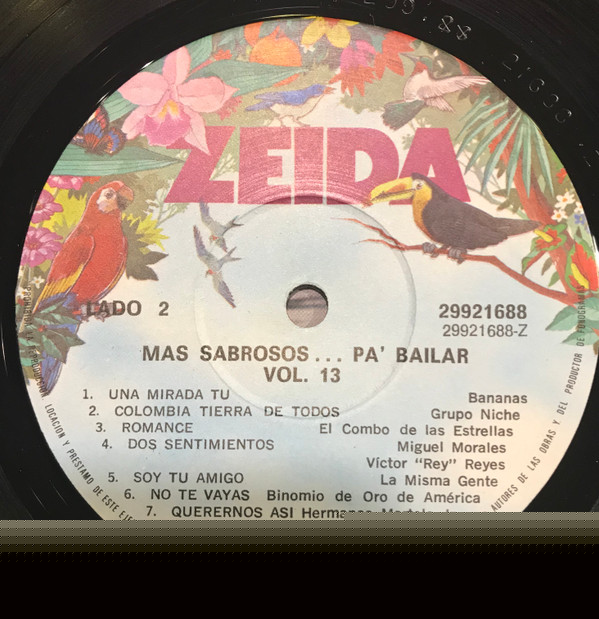 ZEIDA
LADO 2
29921688
29921688-Z
MAS SABROSOS... PA' BAILAR
VOL. 13
1. UNA MIRADA TU Bananas
2. COLOMBIA TIERRA DE TODOS Grupo Niche
3. ROMANCE El Combo de las Estrellas
4. DOS SENTIMIENTOS Miguel Morales
Víctor "Rey" Reyes
5. SOY TU AMIGO La Misma Gente
6. NO TE VAYAS Binomio de Oro de América
7. QUERERNOS ASI
LOCACION Y PRESTAMO DE ESTE
AUTORES DE LAS OBRAS Y DEL PRODUCTOR DE FONOGRAMAS